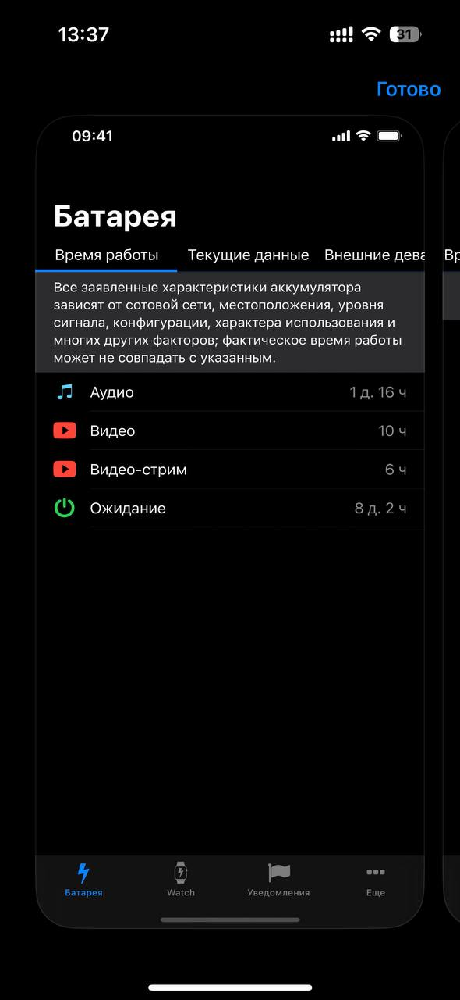 13:37
31
Готово
09:41
Батарея
Время работы Текущие данные Внешние дева
Вр
Все заявленные характеристики аккумулятора
зависят от сотовой сети, местоположения, уровня
сигнала, конфигурации, характера использования и
многих других факторов; фактическое время работы
может не совпадать с указанным.
Аудио 1 д. 16 ч
Видео 10 ч
Видео-стрим 6 ч
Ожидание 8 д. 2 ч
Батарея Watch Уведомления Еще